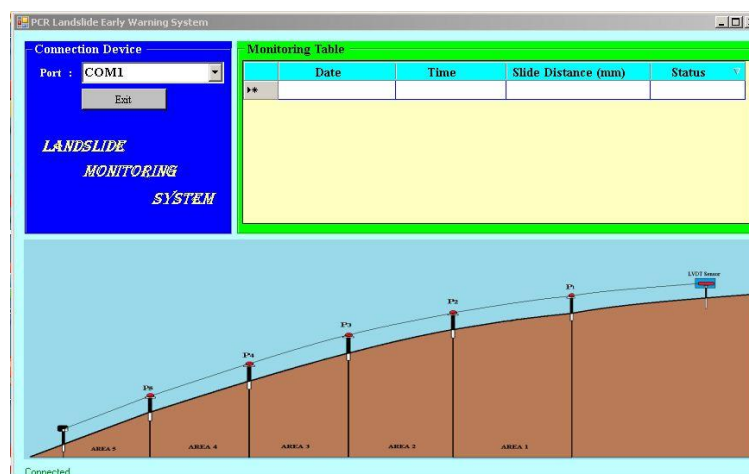 PCR Landslide Early Warning System
Connection Device
Port : COM1
Exit
LANDSLIDE
MONITORING
SYSTEM
Monitoring Table
Date Time Slide Distance (mm) Status
LVDT Sensor
P1
P2
P3
P4
P5
AREA 5 AREA 4 AREA 3 AREA 2 AREA 1
Connected